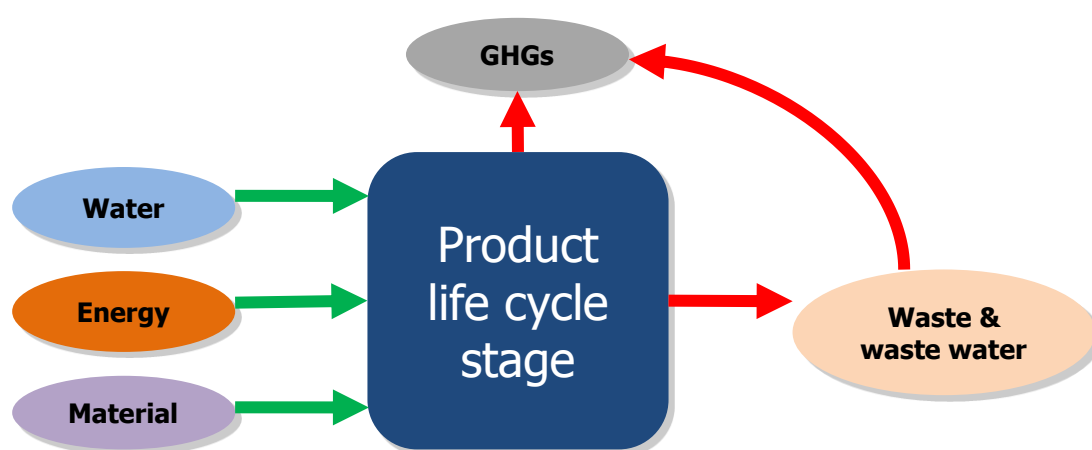 GHGs
Water
Energy
Material
Product
life cycle
stage
Waste &
waste water